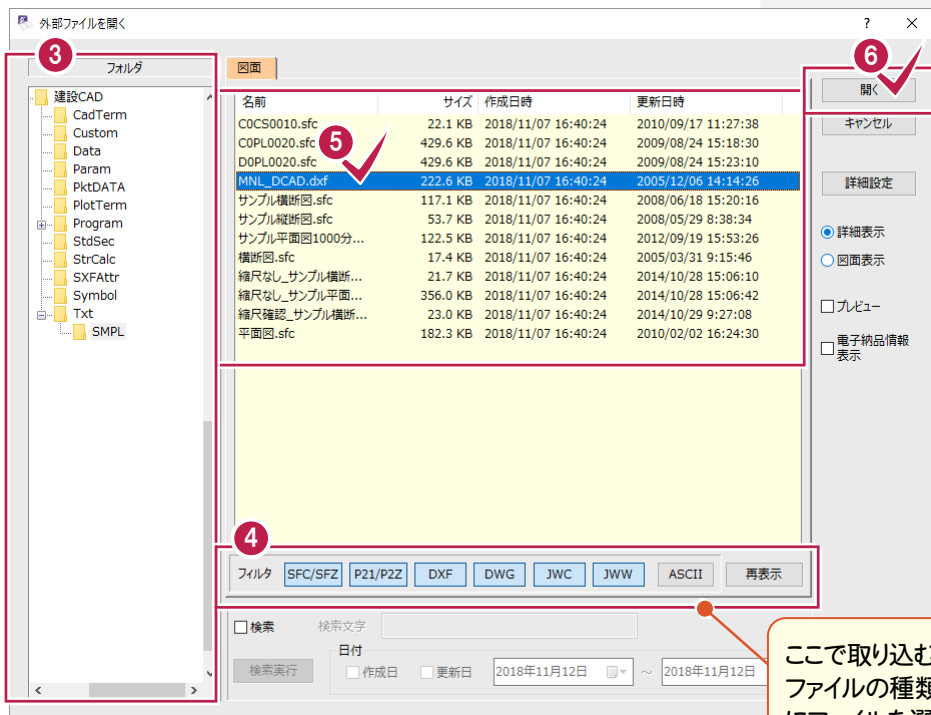 外部ファイルを開く
? ×
3
フォルダ
建設CAD
CadTerm
Custom
Data
Param
PktDATA
PlotTerm
Program
StdSec
StrCalc
SXFAttr
Symbol
Txt
SMPL
図面
名前 サイズ 作成日時 更新日時
C0CS0010.sfc 22.1 KB 2018/11/07 16:40:24 2010/09/17 11:27:38
C0PL0020.sfc 429.6 KB 2018/11/07 16:40:24 2009/08/24 15:18:30
D0PL0020.sfc 429.6 KB 2018/11/07 16:40:24 2009/08/24 15:23:10
MNL_DCAD.dxf 222.6 KB 2018/11/07 16:40:24 2005/12/06 14:14:26
サンプル横断図.sfc 117.1 KB 2018/11/07 16:40:24 2008/06/18 15:20:16
サンプル縦断図.sfc 53.7 KB 2018/11/07 16:40:24 2008/05/29 8:38:34
サンプル平面図1000分... 122.5 KB 2018/11/07 16:40:24 2012/09/19 15:53:26
横断図.sfc 17.4 KB 2018/11/07 16:40:24 2005/03/31 9:15:46
縮尺なし_サンプル横断... 21.7 KB 2018/11/07 16:40:24 2014/10/28 15:06:10
縮尺なし_サンプル平面... 356.0 KB 2018/11/07 16:40:24 2014/10/28 15:06:42
縮尺確認_サンプル横断... 23.0 KB 2018/11/07 16:40:24 2014/10/29 9:27:08
平面図.sfc 182.3 KB 2018/11/07 16:40:24 2010/02/02 16:24:30
5
6
開く
キャンセル
詳細設定
詳細表示
図面表示
プレビュー
電子納品情報
表示
4
フィルタ SFC/SFZ P21/P2Z DXF DWG JWC JWW ASCII 再表示
検索 検索文字
日付
検索実行 作成日 更新日 2018年11月12日 ～ 2018年11月12日
ここで取り込む
ファイルの種類